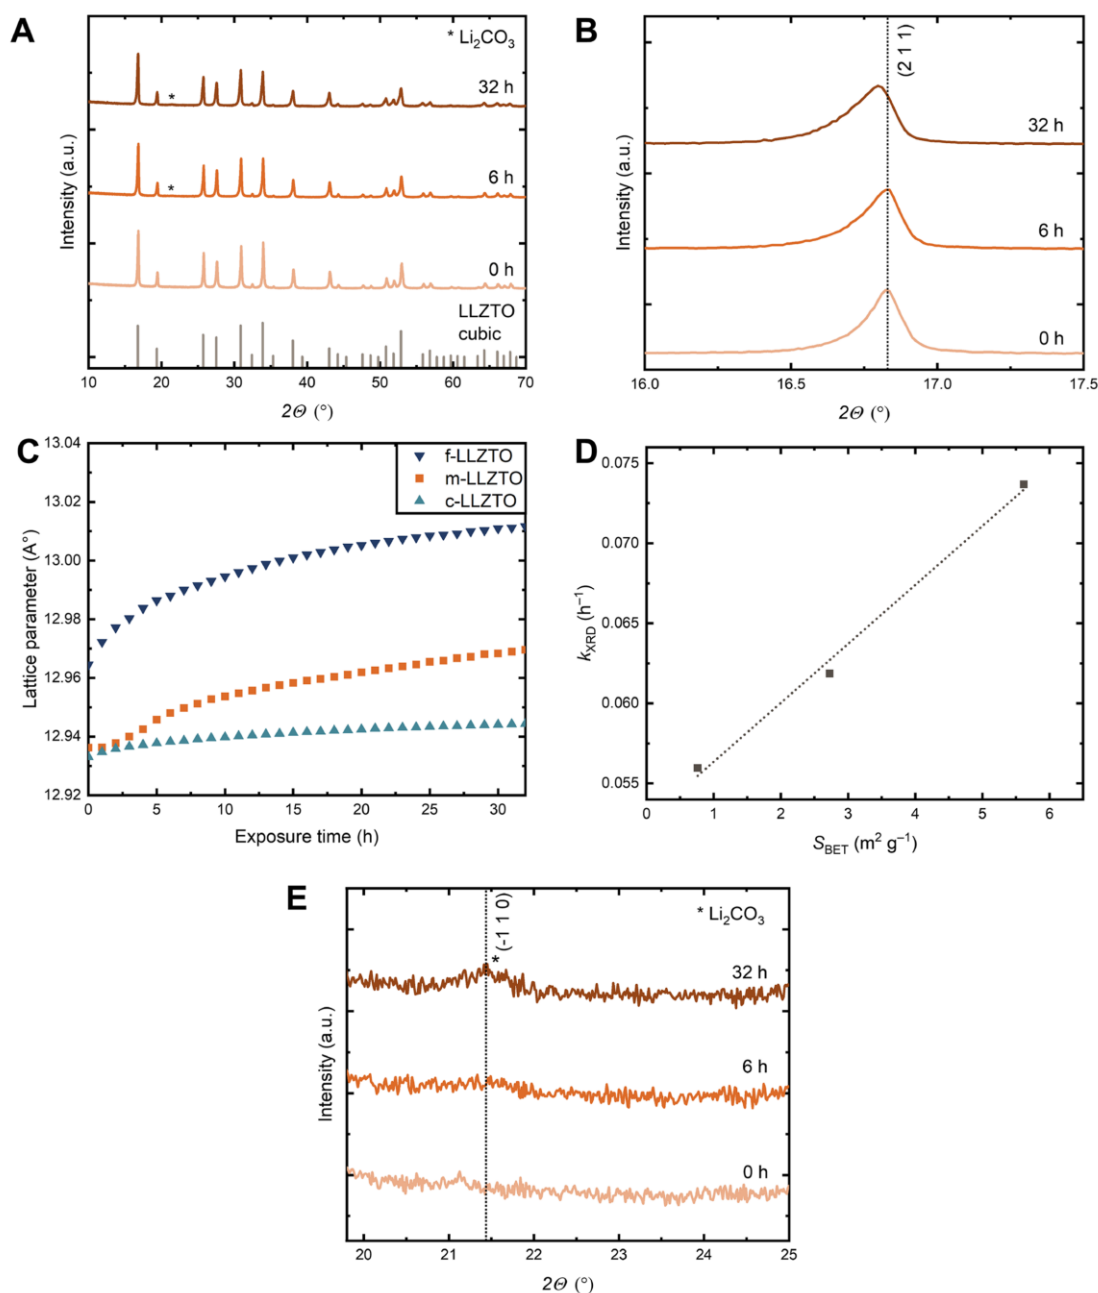 A
* Li₂CO₃
32 h
*
6 h
*
0 h
LLZTO
cubic
Intensity (a.u.)
10 20 30 40 50 60 70
2Θ (°)
B
(2 1 1)
32 h
6 h
0 h
Intensity (a.u.)
16.0 16.5 17.0 17.5
2Θ (°)
C
f-LLZTO
m-LLZTO
c-LLZTO
13.04
13.02
13.00
12.98
12.96
12.94
12.92
Lattice parameter (A°)
0 5 10 15 20 25 30
Exposure time (h)
D
0.075
0.070
0.065
0.060
0.055
k_XRD (h⁻¹)
0 1 2 3 4 5 6
S_BET (m² g⁻¹)
E
* Li₂CO₃
* (-1 1 0)
32 h
6 h
0 h
Intensity (a.u.)
20 21 22 23 24 25
2Θ (°)